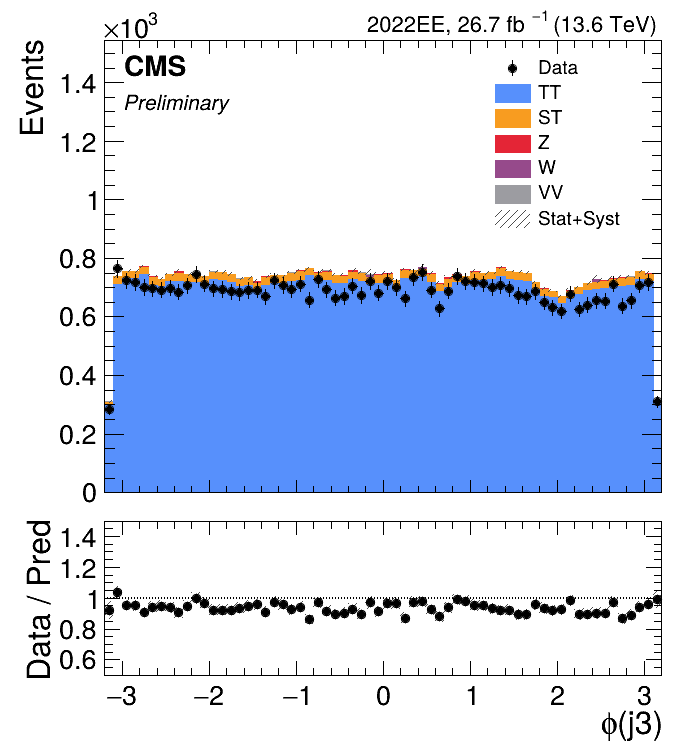 ×10³
2022EE, 26.7 fb ⁻¹ (13.6 TeV)
Events
CMS
Preliminary
Data
TT
ST
Z
W
VV
Stat+Syst
1.4
1.2
1
0.8
0.6
0.4
0.2
0
Data / Pred
1.4
1.2
1
0.8
0.6
−3 −2 −1 0 1 2 3
ϕ(j3)